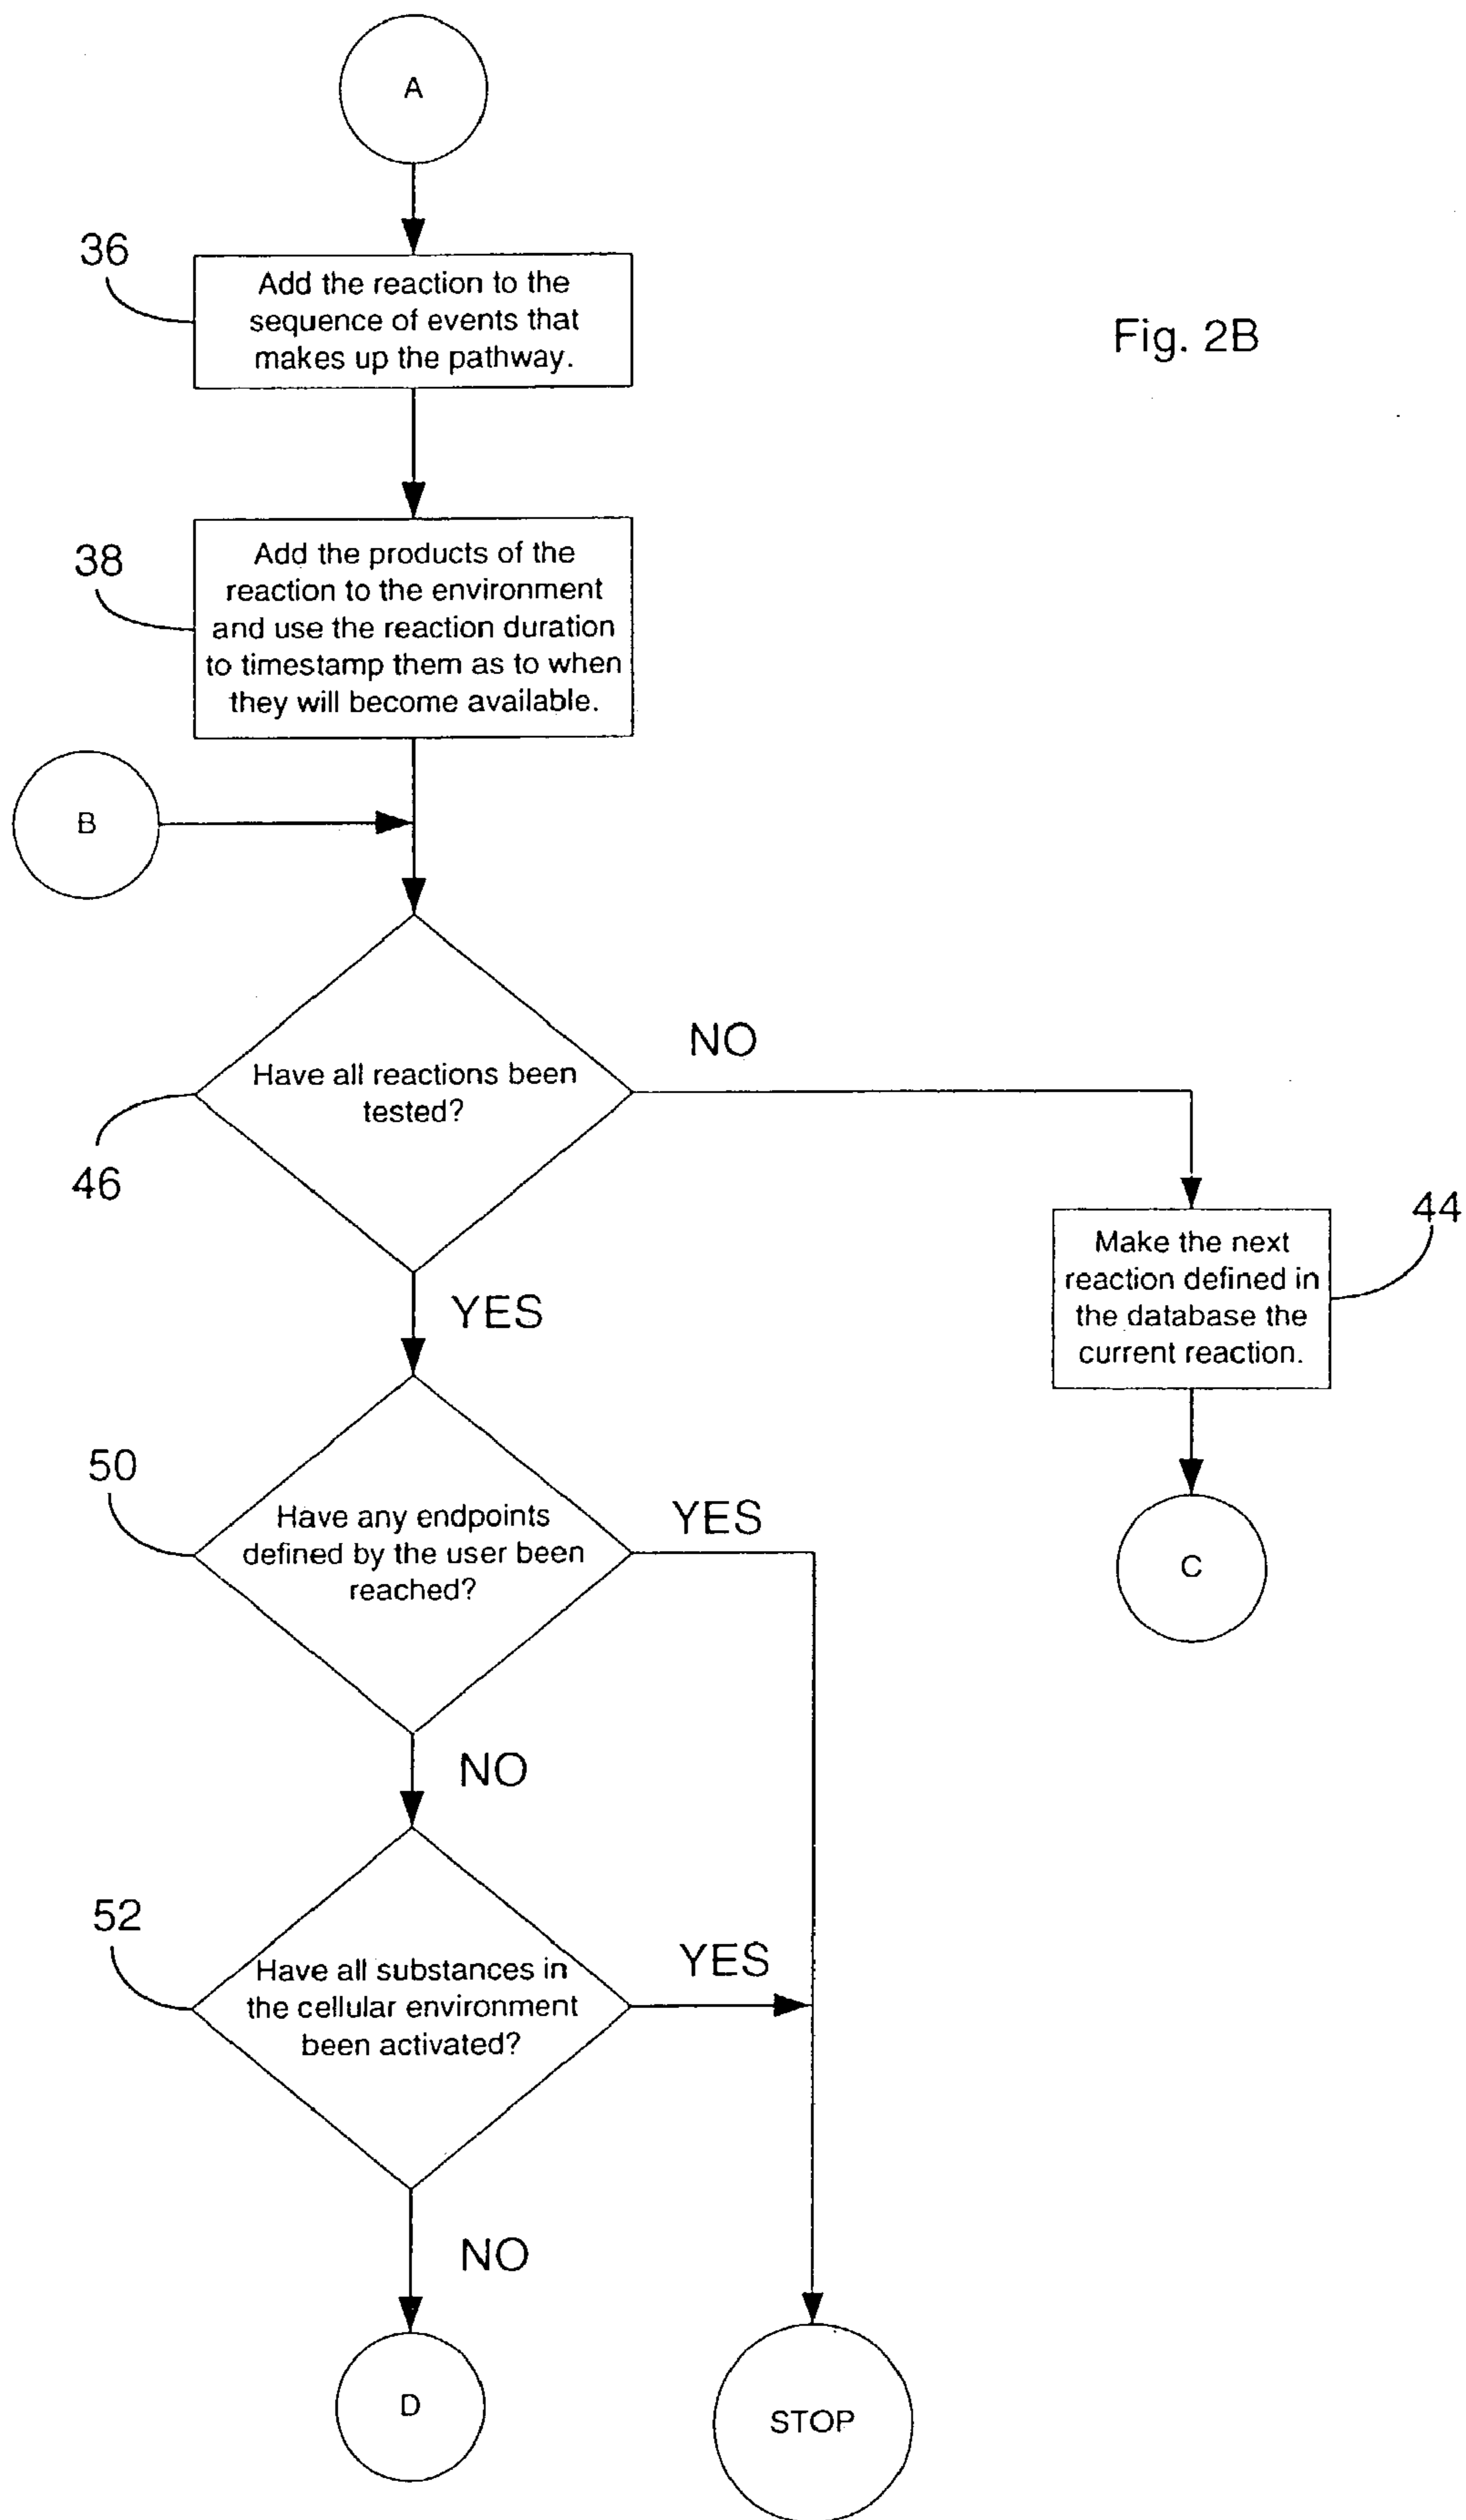 A
36
Add the reaction to the
sequence of events that
makes up the pathway.
Fig. 2B
38
Add the products of the
reaction to the environment
and use the reaction duration
to timestamp them as to when
they will become available.
B
Have all reactions been
tested?
NO
46
YES
44
Make the next
reaction defined in
the database the
current reaction.
C
50
Have any endpoints
defined by the user been
reached?
YES
NO
52
Have all substances in
the cellular environment
been activated?
YES
NO
D
STOP